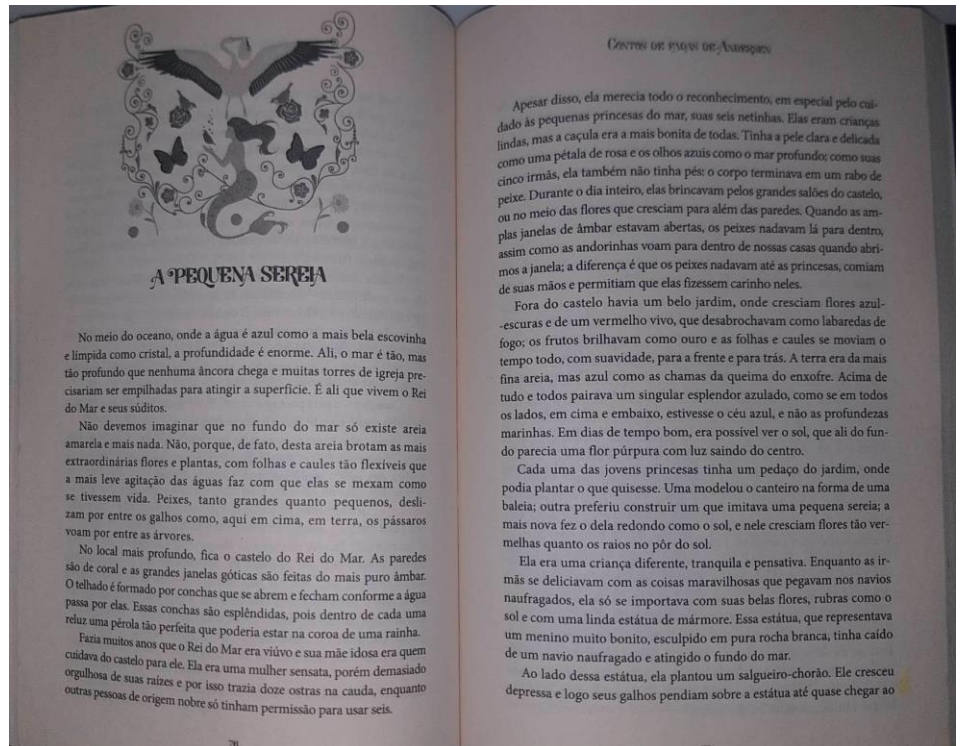 A PEQUENA SEREIA
No meio do oceano, onde a água é azul como a mais bela escovinha
e límpida como cristal, a profundidade é enorme. Ali, o mar é tão, mas
tão profundo que nenhuma âncora chega e muitas torres de igreja pre-
cisariam ser empilhadas para atingir a superfície. É ali que vivem o Rei
do Mar e seus súditos.
Não devemos imaginar que no fundo do mar só existe areia
amarela e mais nada. Não, porque, de fato, desta areia brotam as mais
extraordinárias flores e plantas, com folhas e caules tão flexíveis que
a mais leve agitação das águas faz com que elas se mexam como
se tivessem vida. Peixes, tanto grandes quanto pequenos, desli-
zam por entre os galhos como, aqui em cima, em terra, os pássaros
voam por entre as árvores.
No local mais profundo, fica o castelo do Rei do Mar. As paredes
são de coral e as grandes janelas góticas são feitas do mais puro âmbar.
O telhado é formado por conchas que se abrem e fecham conforme a água
passa por elas. Essas conchas são esplêndidas, pois dentro de cada uma
reluz uma pérola tão perfeita que poderia estar na coroa de uma rainha.
Fazia muitos anos que o Rei do Mar era viúvo e sua mãe idosa era quem
cuidava do castelo para ele. Ela era uma mulher sensata, porém demasiado
orgulhosa de suas raízes e por isso trazia doze ostras na cauda, enquanto
outras pessoas de origem nobre só tinham permissão para usar seis.
CONTOS DE FADAS DE ANDERSEN
Apesar disso, ela merecia todo o reconhecimento, em especial pelo cui-
dado às pequenas princesas do mar, suas seis netinhas. Elas eram crianças
lindas, mas a caçula era a mais bonita de todas. Tinha a pele clara e delicada
como uma pétala de rosa e os olhos azuis como o mar profundo; como suas
cinco irmãs, ela também não tinha pés: o corpo terminava em um rabo de
peixe. Durante o dia inteiro, elas brincavam pelos grandes salões do castelo,
ou no meio das flores que cresciam para além das paredes. Quando as am-
plas janelas de âmbar estavam abertas, os peixes nadavam lá para dentro,
assim como as andorinhas voam para dentro de nossas casas quando abri-
mos a janela; a diferença é que os peixes nadavam até as princesas, comiam
de suas mãos e permitiam que elas fizessem carinho neles.
Fora do castelo havia um belo jardim, onde cresciam flores azul-
-escuras e de um vermelho vivo, que desabrochavam como labaredas de
fogo; os frutos brilhavam como ouro e as folhas e caules se moviam o
tempo todo, com suavidade, para a frente e para trás. A terra era da mais
fina areia, mas azul como as chamas da queima do enxofre. Acima de
tudo e todos pairava um singular esplendor azulado, como se em todos
os lados, em cima e embaixo, estivesse o céu azul, e não as profundezas
marinhas. Em dias de tempo bom, era possível ver o sol, que ali do fun-
do parecia uma flor púrpura com luz saindo do centro.
Cada uma das jovens princesas tinha um pedaço do jardim, onde
podia plantar o que quisesse. Uma modelou o canteiro na forma de uma
baleia; outra preferiu construir um que imitava uma pequena sereia; a
mais nova fez o dela redondo como o sol, e nele cresciam flores tão ver-
melhas quanto os raios no pôr do sol.
Ela era uma criança diferente, tranquila e pensativa. Enquanto as ir-
mãs se deliciavam com as coisas maravilhosas que pegavam nos navios
naufragados, ela só se importava com suas belas flores, rubras como o
sol e com uma linda estátua de mármore. Essa estátua, que representava
um menino muito bonito, esculpido em pura rocha branca, tinha caído
de um navio naufragado e atingido o fundo do mar.
Ao lado dessa estátua, ela plantou um salgueiro-chorão. Ele cresceu
depressa e logo seus galhos pendiam sobre a estátua até quase chegar ao